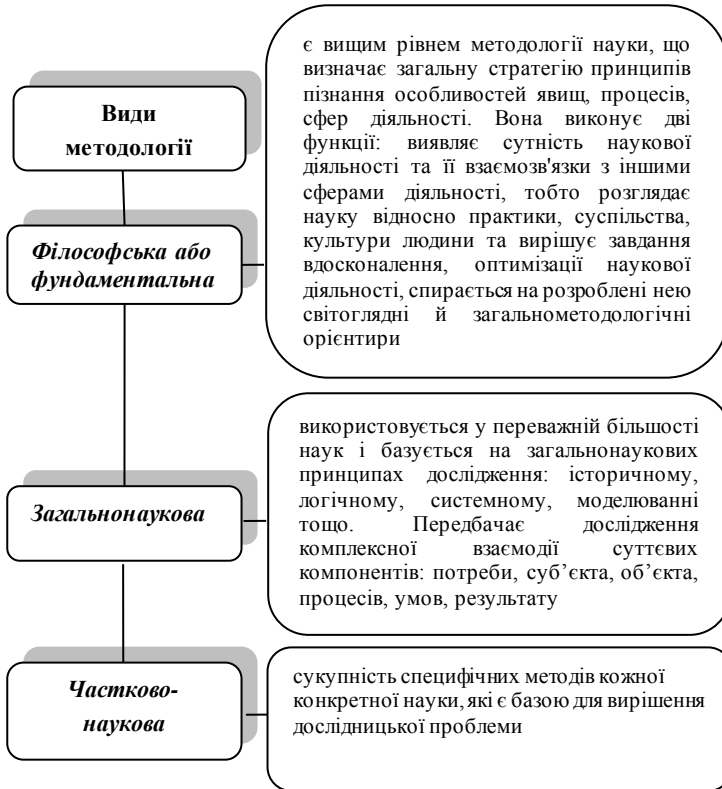 Види
методології
є вищим рівнем методології науки, що
визначає загальну стратегію принципів
пізнання особливостей явищ, процесів,
сфер діяльності. Вона виконує дві
функції: виявляє сутність наукової
діяльності та її взаємозв'язки з іншими
сферами діяльності, тобто розглядає
науку відносно практики, суспільства,
культури людини та вирішує завдання
вдосконалення, оптимізації наукової
діяльності, спирається на розроблені нею
світоглядні й загальнометодологічні
орієнтири
Філософська або
фундаментальна
використовується у переважній більшості
наук і базується на загальнонаукових
принципах дослідження: історичному,
логічному, системному, моделюванні
тощо. Передбачає дослідження
комплексної взаємодії суттєвих
компонентів: потреби, суб’єкта, об’єкта,
процесів, умов, результату
Загальнонаукова
сукупність специфічних методів кожної
конкретної науки, які є базою для вирішення
дослідницької проблеми
Частково-
наукова